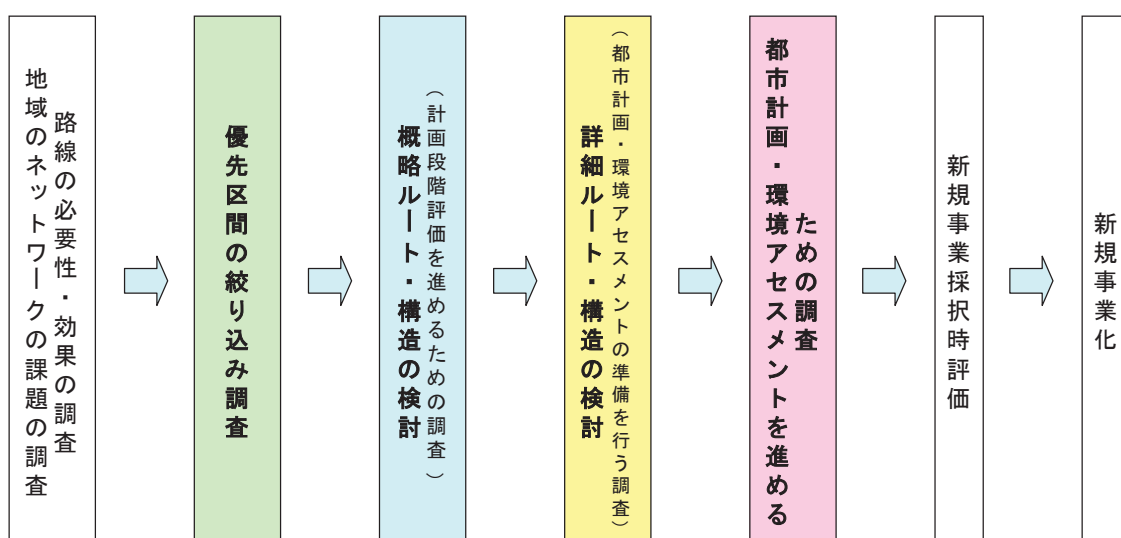 地域のネットワークの課題の調査
路線の必要性・効果の調査
優先区間の絞り込み調査
概略ルート・構造の検討
（計画段階評価を進めるための調査）
詳細ルート・構造の検討
（都市計画・環境アセスメントの準備を行う調査）
都市計画・環境アセスメントを進める
ための調査
新規事業採択時評価
新規事業化